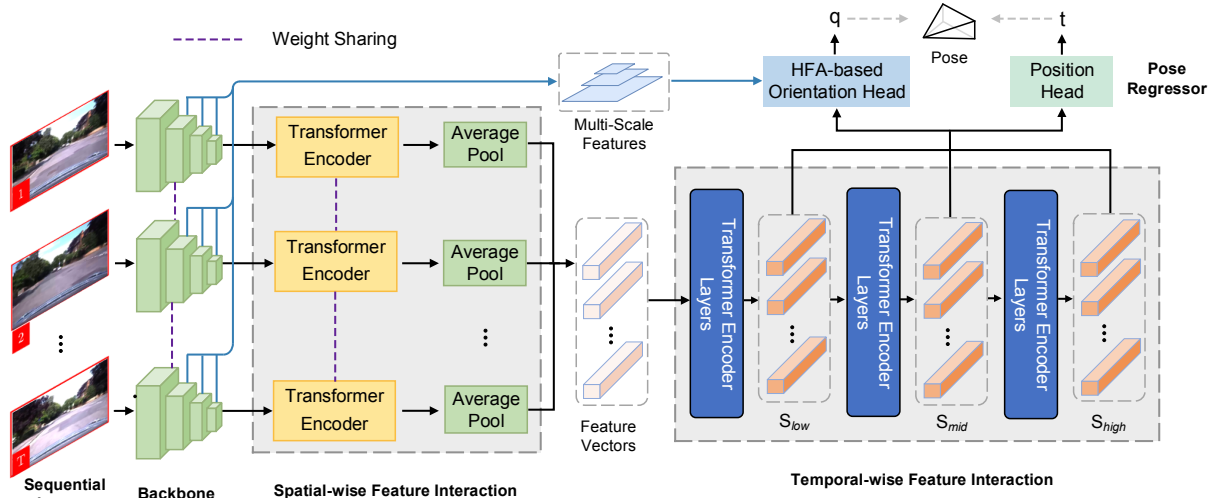 q
t
Pose
Weight Sharing
HFA-based
Orientation Head
Position
Head
Pose
Regressor
Multi-Scale
Features
Transformer
Encoder
Average
Pool
1
Transformer
Encoder
Average
Pool
2
Transformer
Encoder
Average
Pool
T
Feature
Vectors
Transformer Encoder
Layers
S_low
Transformer Encoder
Layers
S_mid
Transformer Encoder
Layers
S_high
Sequential
Backbone
Spatial-wise Feature Interaction
Temporal-wise Feature Interaction